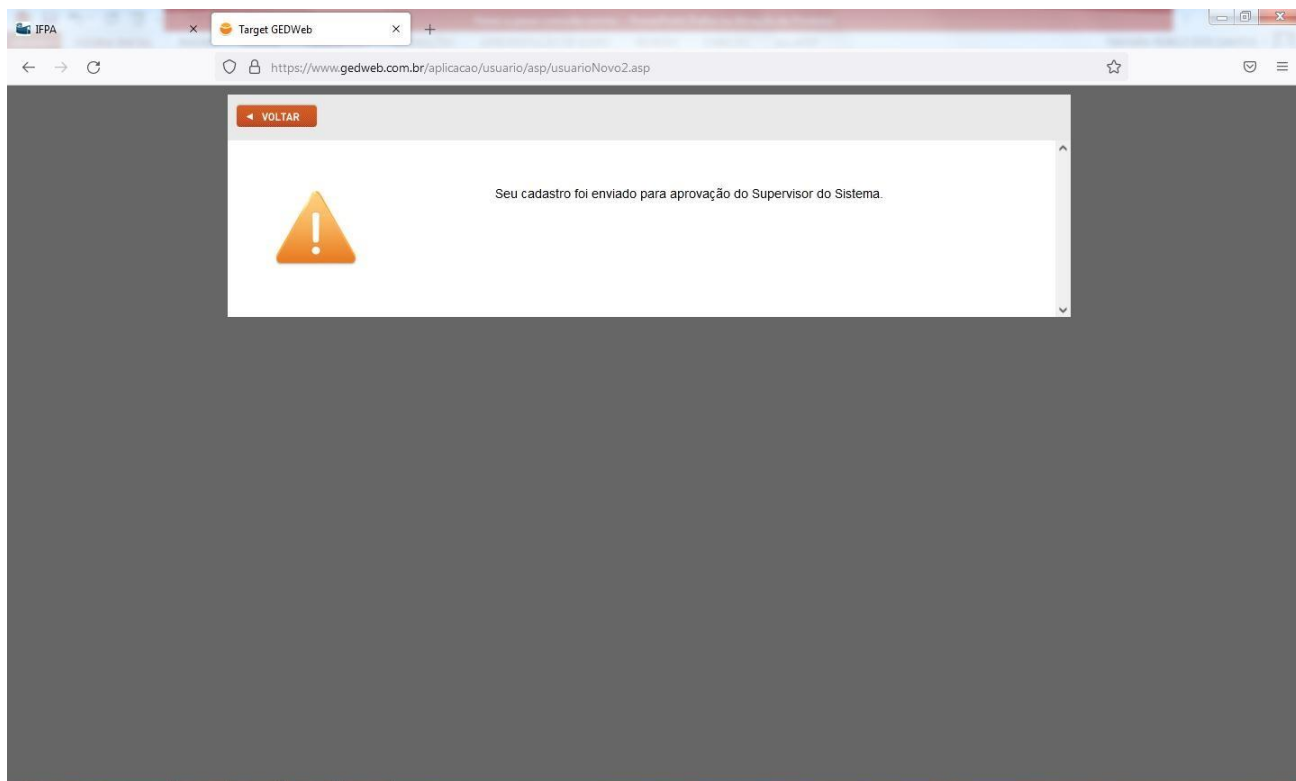 IFPA
Target GEDWeb
https://www.gedweb.com.br/aplicacao/usuario/asp/usuarioNovo2.asp
VOLTAR
Seu cadastro foi enviado para aprovação do Supervisor do Sistema.